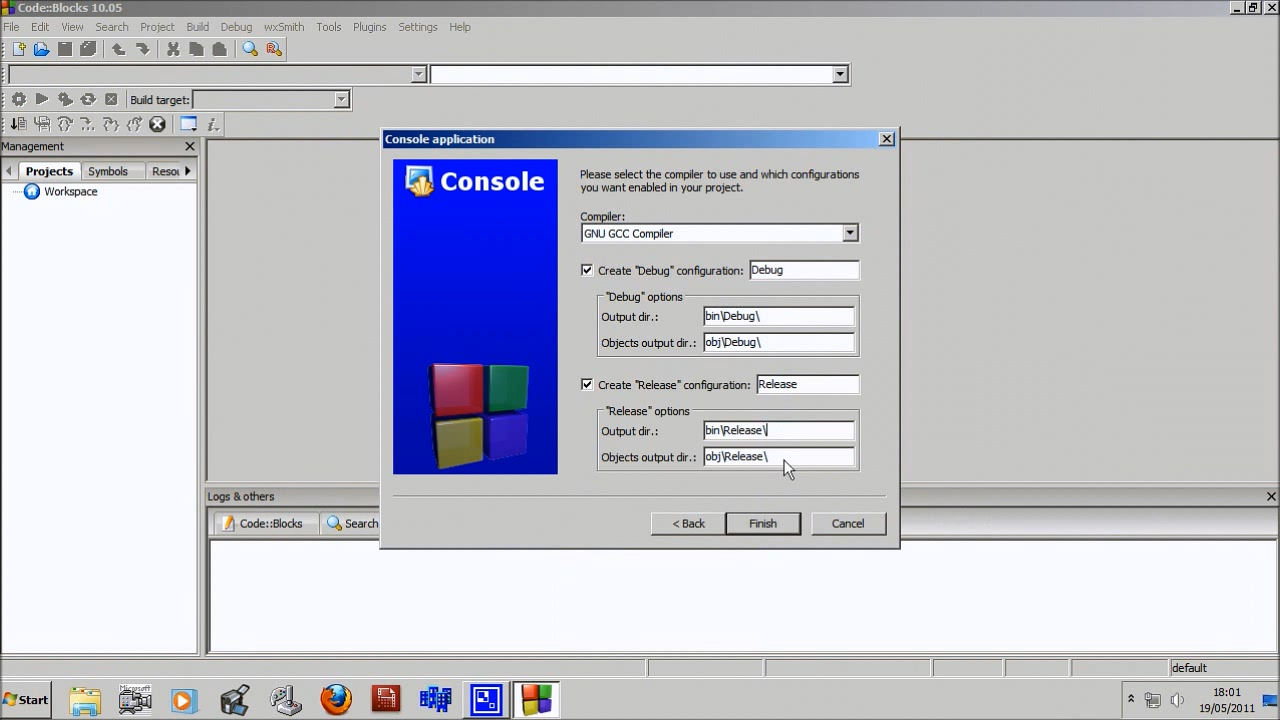 Code::Blocks 10.05
File Edit View Search Project Build Debug wxSmith Tools Plugins Settings Help
Build target:
Management
Projects Symbols Resou
Workspace
Console application
Console
Please select the compiler to use and which configurations
you want enabled in your project.
Compiler:
GNU GCC Compiler
Create "Debug" configuration: Debug
"Debug" options
Output dir.: bin\Debug\
Objects output dir.: obj\Debug\
Create "Release" configuration: Release
"Release" options
Output dir.: bin\Release\
Objects output dir.: obj\Release\
< Back Finish Cancel
Logs & others
Code::Blocks Search
default
Start
18:01
19/05/2011